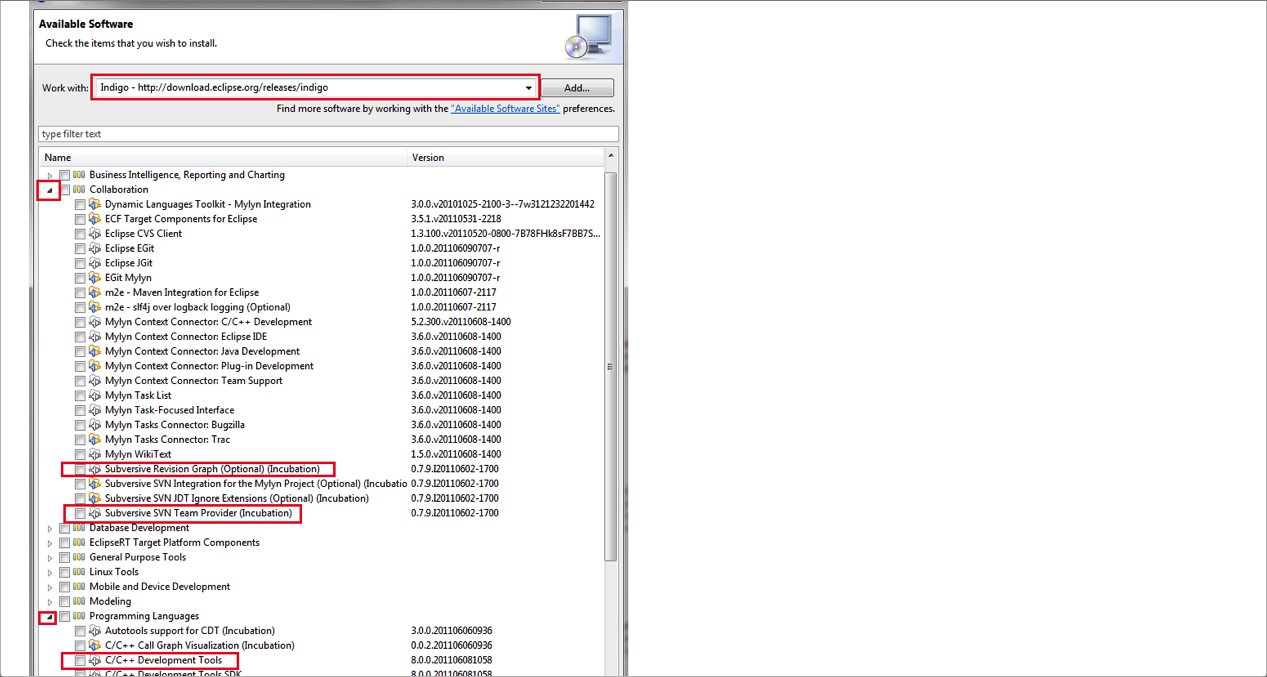 Available Software
Check the items that you wish to install.
Work with: Indigo - http://download.eclipse.org/releases/indigo Add...
Find more software by working with the "Available Software Sites" preferences.
type filter text
Name Version
Business Intelligence, Reporting and Charting
Collaboration
Dynamic Languages Toolkit - Mylyn Integration 3.0.0.v20101025-2100-3--7w3121232201442
ECF Target Components for Eclipse 3.5.1.v20110531-2218
Eclipse CVS Client 1.3.100.v20110520-0800-7B78FHk8sF7BB7S...
Eclipse EGit 1.0.0.201106090707-r
Eclipse JGit 1.0.0.201106090707-r
EGit Mylyn 1.0.0.201106090707-r
m2e - Maven Integration for Eclipse 1.0.0.20110607-2117
m2e - slf4j over logback logging (Optional) 1.0.0.20110607-2117
Mylyn Context Connector: C/C++ Development 5.2.300.v20110608-1400
Mylyn Context Connector: Eclipse IDE 3.6.0.v20110608-1400
Mylyn Context Connector: Java Development 3.6.0.v20110608-1400
Mylyn Context Connector: Plug-in Development 3.6.0.v20110608-1400
Mylyn Context Connector: Team Support 3.6.0.v20110608-1400
Mylyn Task List 3.6.0.v20110608-1400
Mylyn Task-Focused Interface 3.6.0.v20110608-1400
Mylyn Tasks Connector: Bugzilla 3.6.0.v20110608-1400
Mylyn Tasks Connector: Trac 3.6.0.v20110608-1400
Mylyn WikiText 1.5.0.v20110608-1400
Subversive Revision Graph (Optional) (Incubation) 0.7.9.I20110602-1700
Subversive SVN Integration for the Mylyn Project (Optional) (Incubatio 0.7.9.I20110602-1700
Subversive SVN JDT Ignore Extensions (Optional) (Incubation) 0.7.9.I20110602-1700
Subversive SVN Team Provider (Incubation) 0.7.9.I20110602-1700
Database Development
EclipseRT Target Platform Components
General Purpose Tools
Linux Tools
Mobile and Device Development
Modeling
Programming Languages
Autotools support for CDT (Incubation) 3.0.0.201106060936
C/C++ Call Graph Visualization (Incubation) 0.0.2.201106060936
C/C++ Development Tools 8.0.0.201106081058
C/C++ Development Tools SDK 8.0.0.201106081058